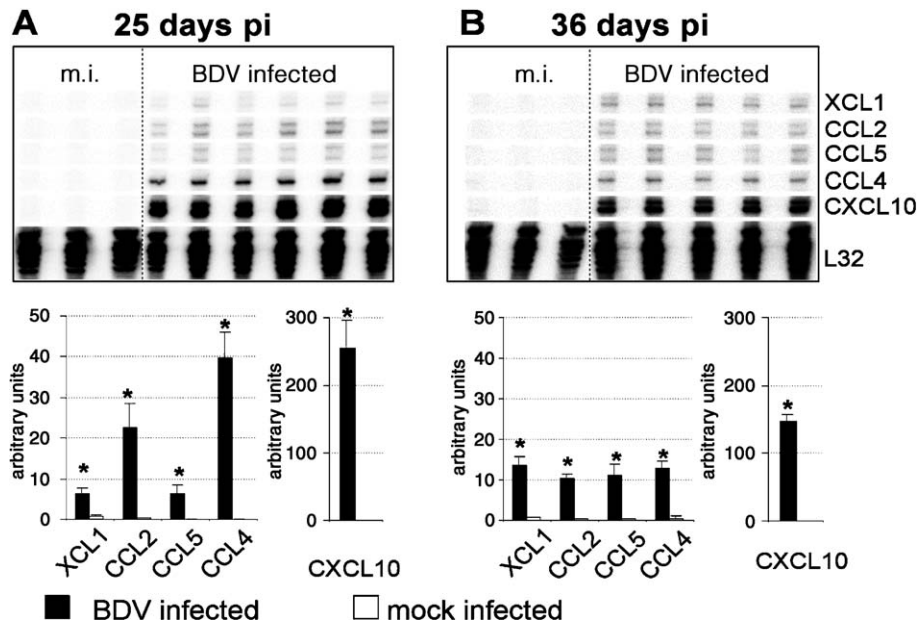 A 25 days pi
B 36 days pi
m.i. BDV infected
m.i. BDV infected
XCL1
CCL2
CCL5
CCL4
CXCL10
L32
arbitrary units
50
40
30
20
10
0
* * * *
XCL1 CCL2 CCL5 CCL4
arbitrary units
300
200
100
0
*
CXCL10
arbitrary units
50
40
30
20
10
0
* * * *
XCL1 CCL2 CCL5 CCL4
arbitrary units
300
200
100
0
*
CXCL10
BDV infected mock infected